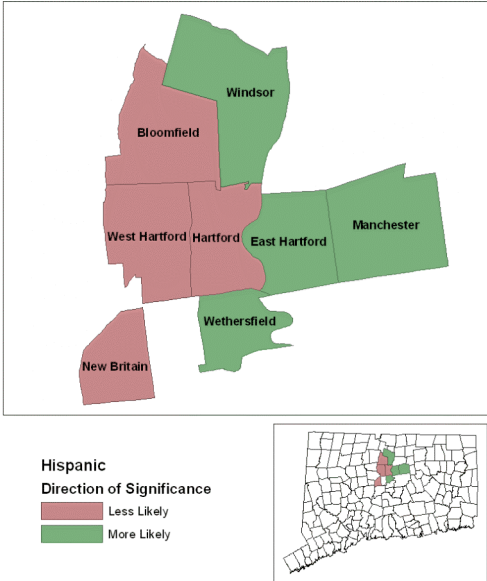 Windsor
Bloomfield
West Hartford
Hartford
East Hartford
Manchester
Wethersfield
New Britain
Hispanic
Direction of Significance
Less Likely
More Likely